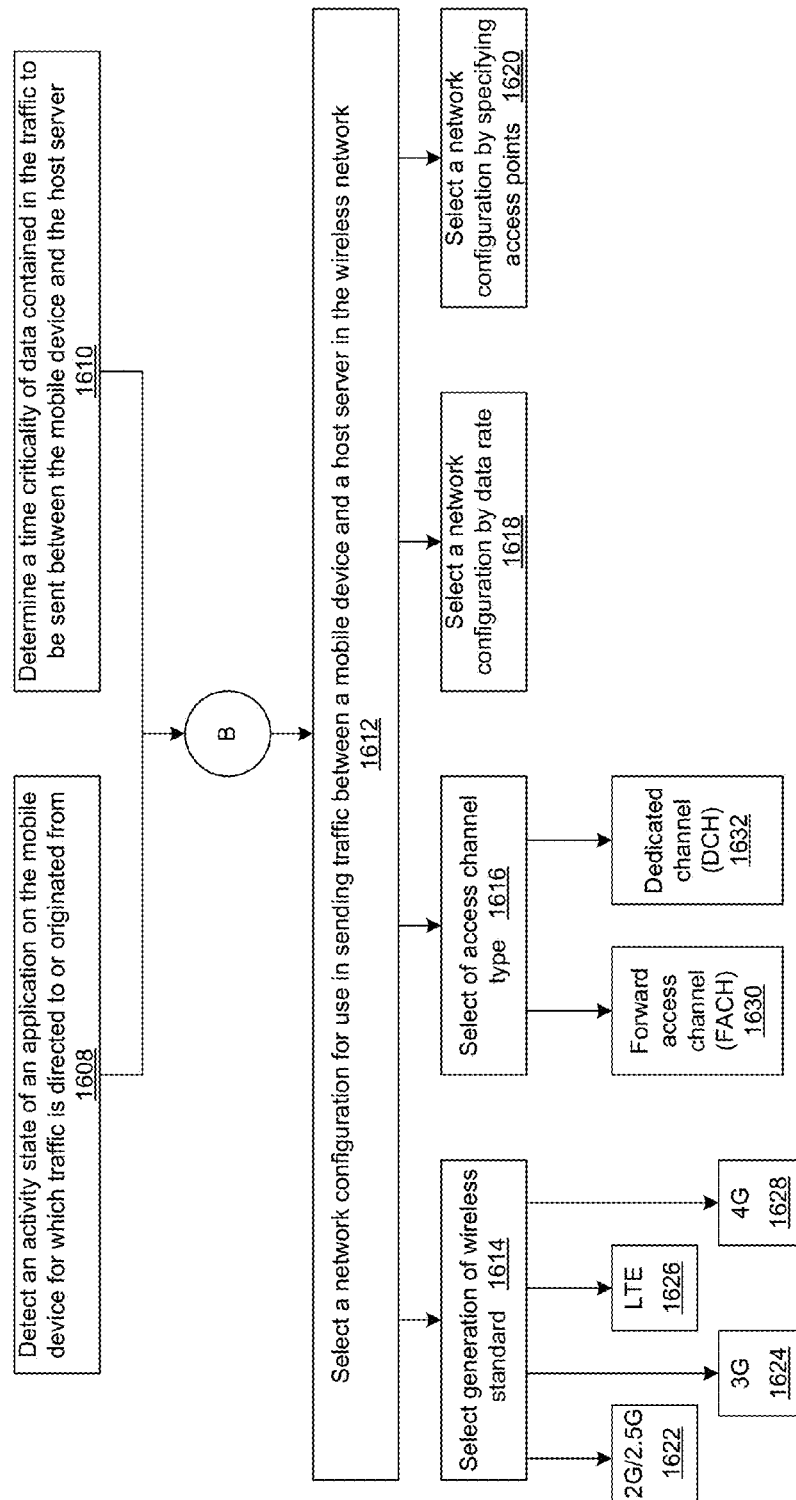 Detect an activity state of an application on the mobile
device for which traffic is directed to or originated from
1608
Determine a time criticality of data contained in the traffic to
be sent between the mobile device and the host server
1610
B
Select a network configuration for use in sending traffic between a mobile device and a host server in the wireless network
1612
Select generation of wireless
standard 1614
Select of access channel
type 1616
Select a network
configuration by data rate
1618
Select a network
configuration by specifying
access points 1620
2G/2.5G
1622
3G
1624
LTE
1626
4G
1628
Forward
access
channel
(FACH)
1630
Dedicated
channel
(DCH)
1632